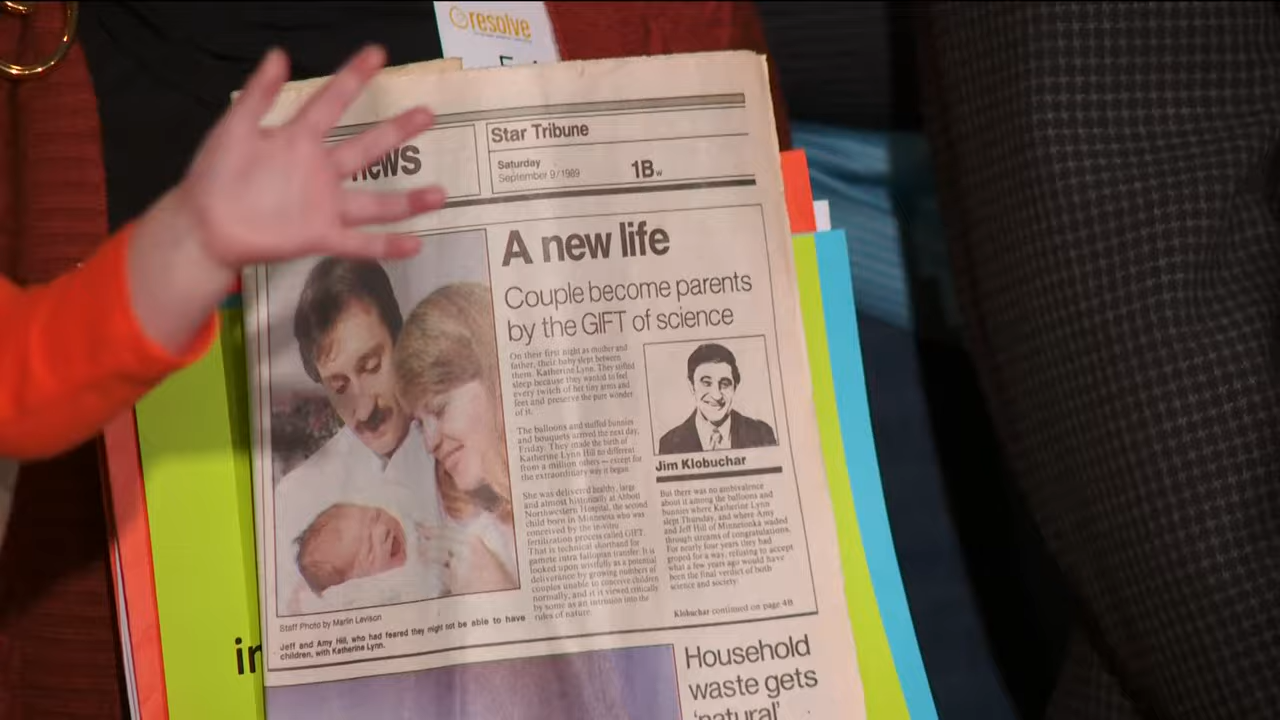 resolve
news
Star Tribune
Saturday
September 9/1989
1Bw
A new life
Couple become parents
by the GIFT of science
On their first night as mother and
father, their baby slept between
them. Katherine Lynn. They stifled
sleep because they wanted to feel
every twitch of her tiny arms and
feet and preserve the pure wonder
of it.
The balloons and stuffed bunnies
and bouquets arrived the next day,
Friday. They made the birth of
Katherine Lynn Hill no different
from a million others — except for
the extraordinary way it began.
She was delivered healthy, large
and almost historically at Abbott
Northwestern Hospital, the second
child born in Minnesota who was
conceived by the in-vitro
fertilization process called GIFT.
That is technical shorthand for
gamete intra fallopian transfer. It is
looked upon wistfully as a potential
deliverance by growing numbers of
couples unable to conceive children
normally, and it is viewed critically
by some as an intrusion into the
rules of nature.
Jim Klobuchar
But there was no ambivalence
about it among the balloons and
bunnies where Katherine Lynn
slept Thursday, and where Amy
and Jeff Hill of Minnetonka waded
through streams of congratulations.
For nearly four years they had
groped for a way, refusing to accept
what a few years ago would have
been the final verdict of both
science and society.
Klobuchar continued on page 4B
Staff Photo by Marlin Levison
Jeff and Amy Hill, who had feared they might not be able to have
children, with Katherine Lynn.
in
Household
waste gets
'natural'